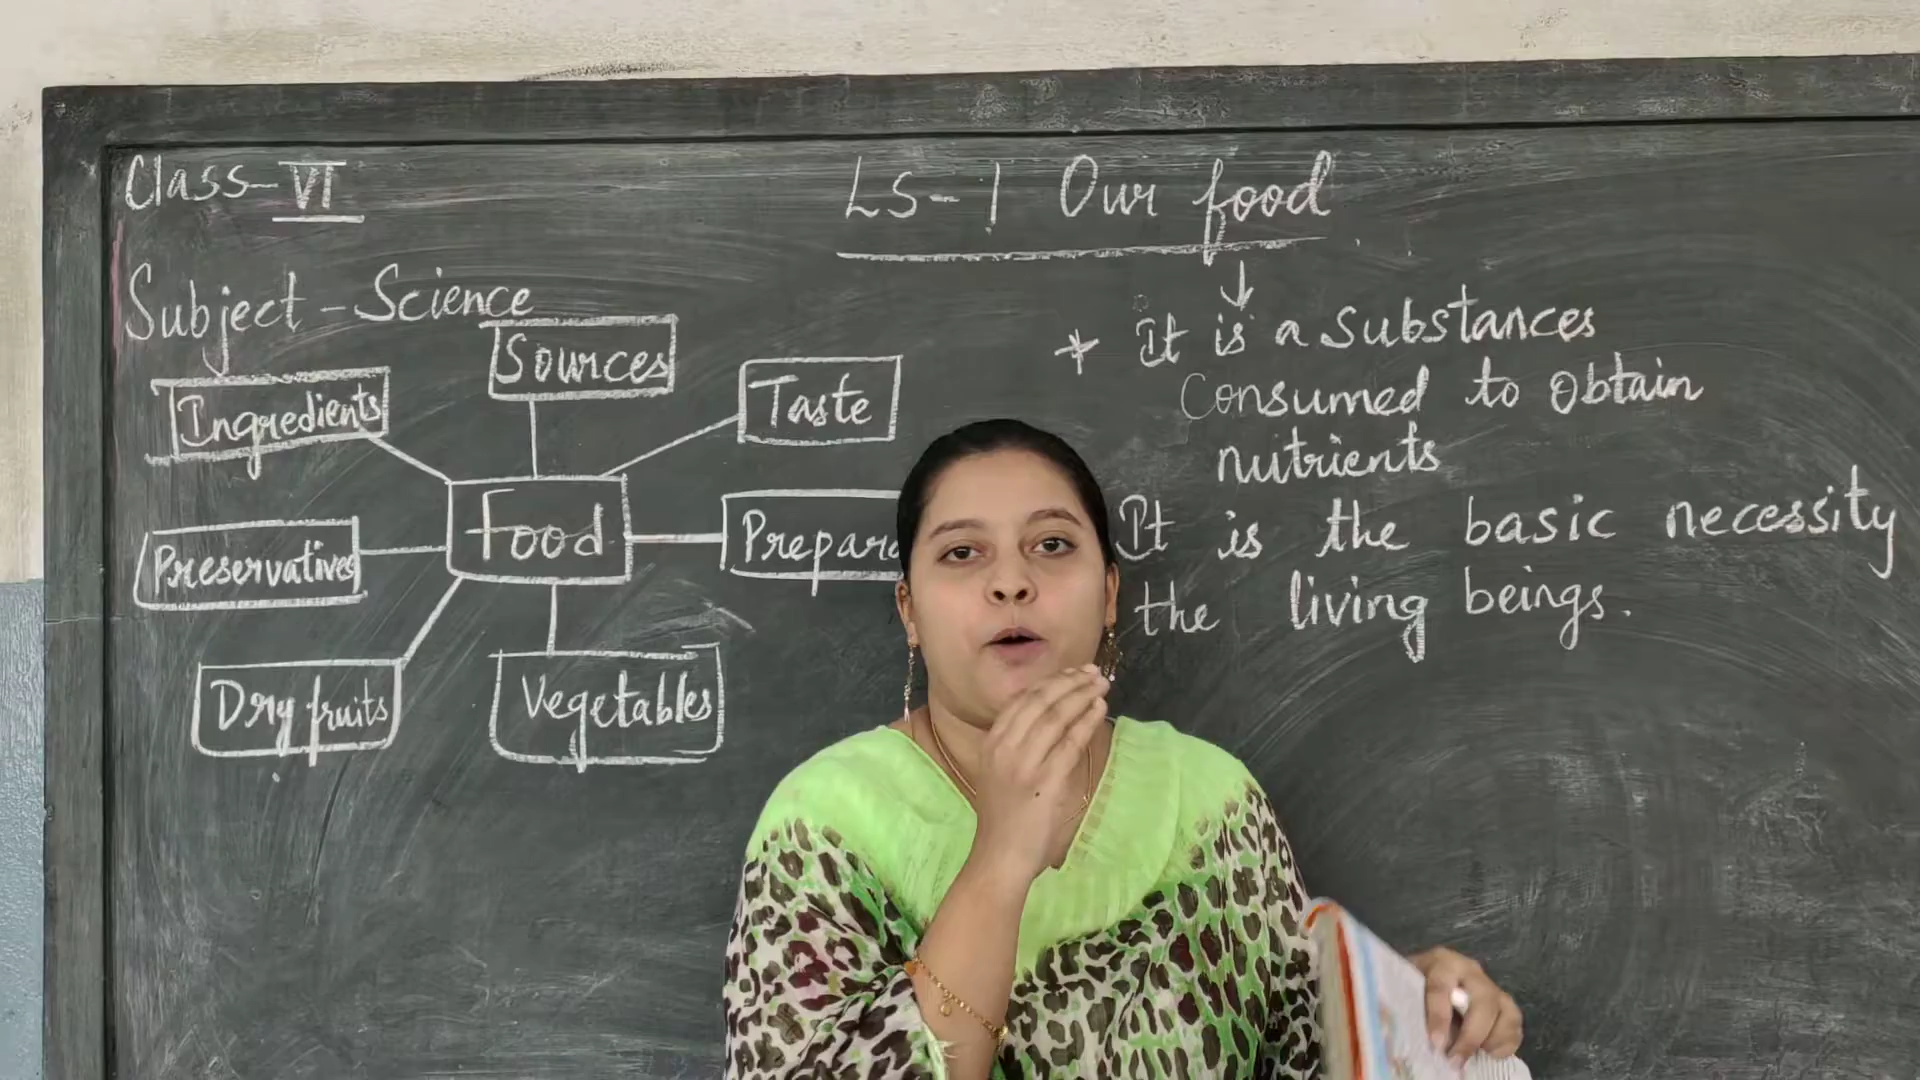 Class-VI
LS-1 Our food
Subject-Science
Sources
Ingredients
Taste
Food
Preservatives
Dry fruits
Vegetables
* It is a Substances
Consumed to Obtain
nutrients
It is the basic necessity
the living beings.